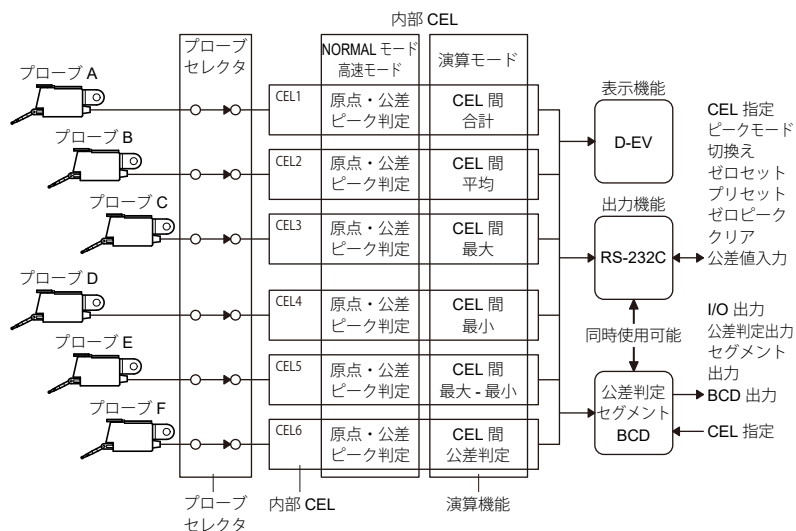 内部 CEL
プローブ
セレクタ
NORMAL モード
高速モード
演算モード
プローブ A
CEL1
原点・公差
ピーク判定
CEL 間
合計
プローブ B
CEL2
原点・公差
ピーク判定
CEL 間
平均
プローブ C
CEL3
原点・公差
ピーク判定
CEL 間
最大
プローブ D
CEL4
原点・公差
ピーク判定
CEL 間
最小
プローブ E
CEL5
原点・公差
ピーク判定
CEL 間
最大 - 最小
プローブ F
CEL6
原点・公差
ピーク判定
CEL 間
公差判定
プローブ
セレクタ
内部 CEL
演算機能
表示機能
D-EV
出力機能
RS-232C
同時使用可能
公差判定
セグメント
BCD
CEL 指定
ピークモード
切換え
ゼロセット
プリセット
ゼロピーク
クリア
公差値入力
I/O 出力
公差判定出力
セグメント
出力
BCD 出力
CEL 指定